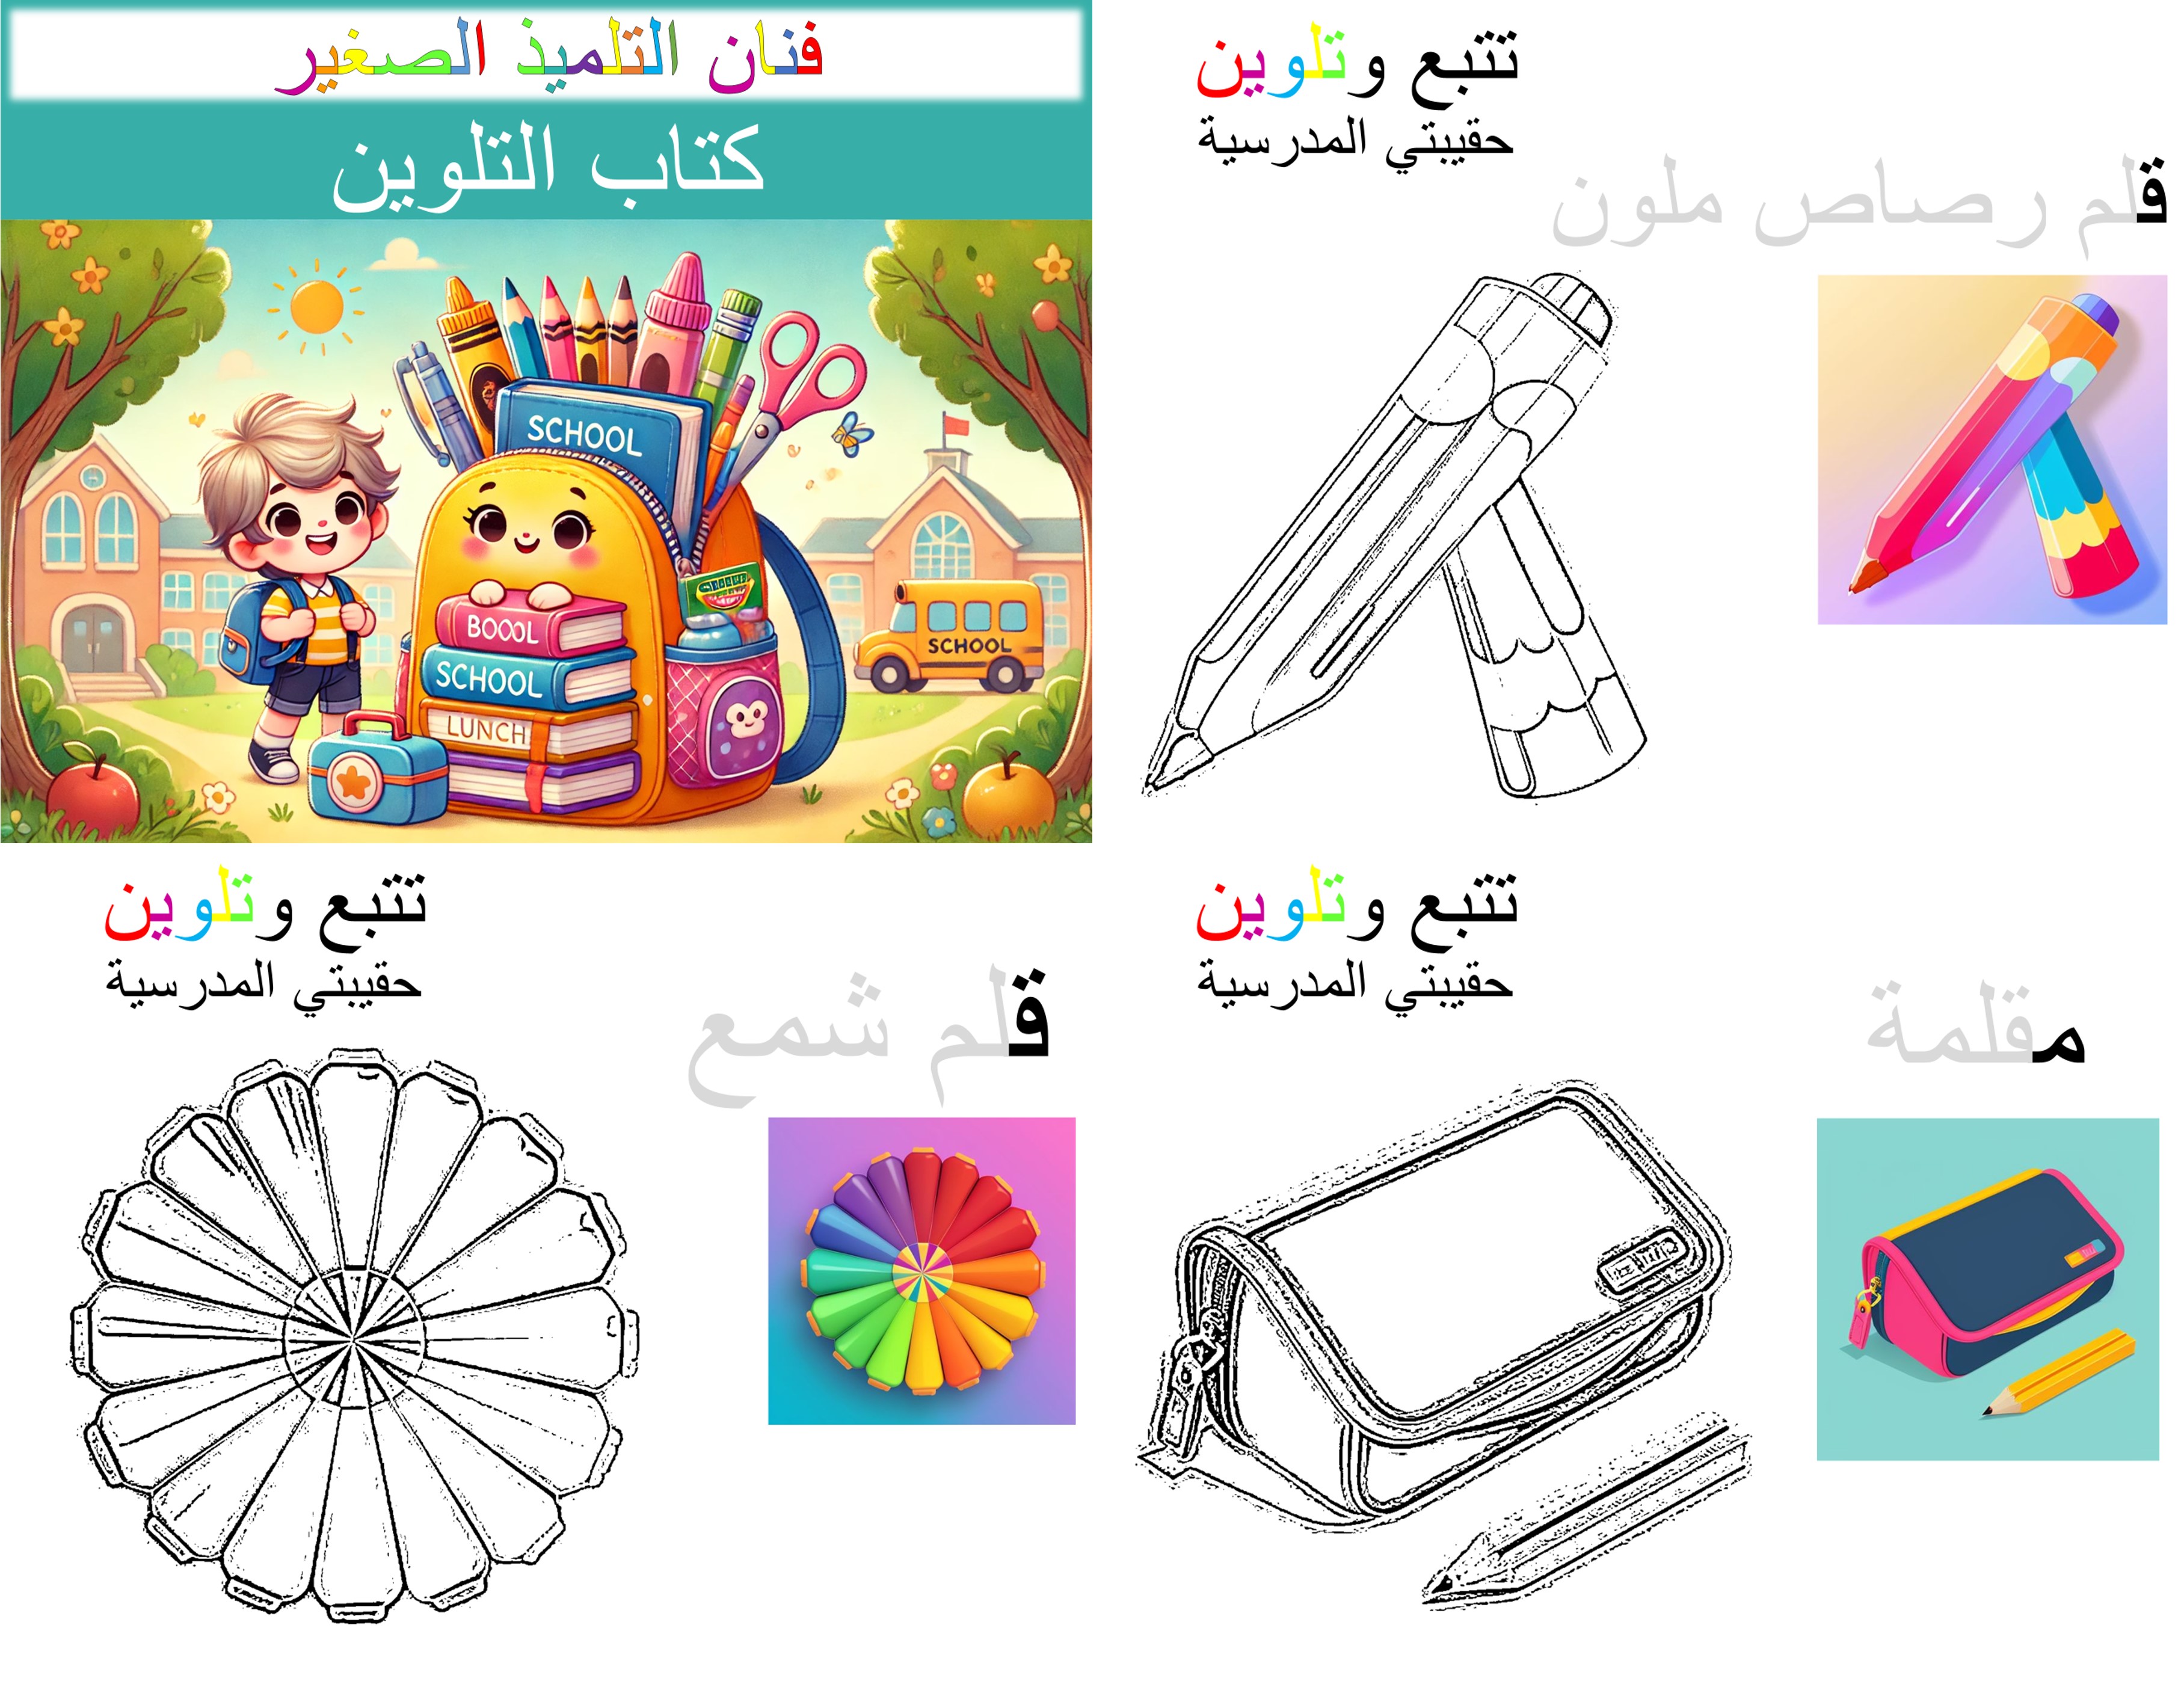 فنان التلميذ الصغير
كتاب التلوين
SCHOOL
BOOOL
SCHOOL
LUNCH
SCHOOL
تتبع وتلوين
حقيبتي المدرسية
قلم رصاص ملون
تتبع وتلوين
حقيبتي المدرسية
قلم شمع
تتبع وتلوين
حقيبتي المدرسية
مقلمة